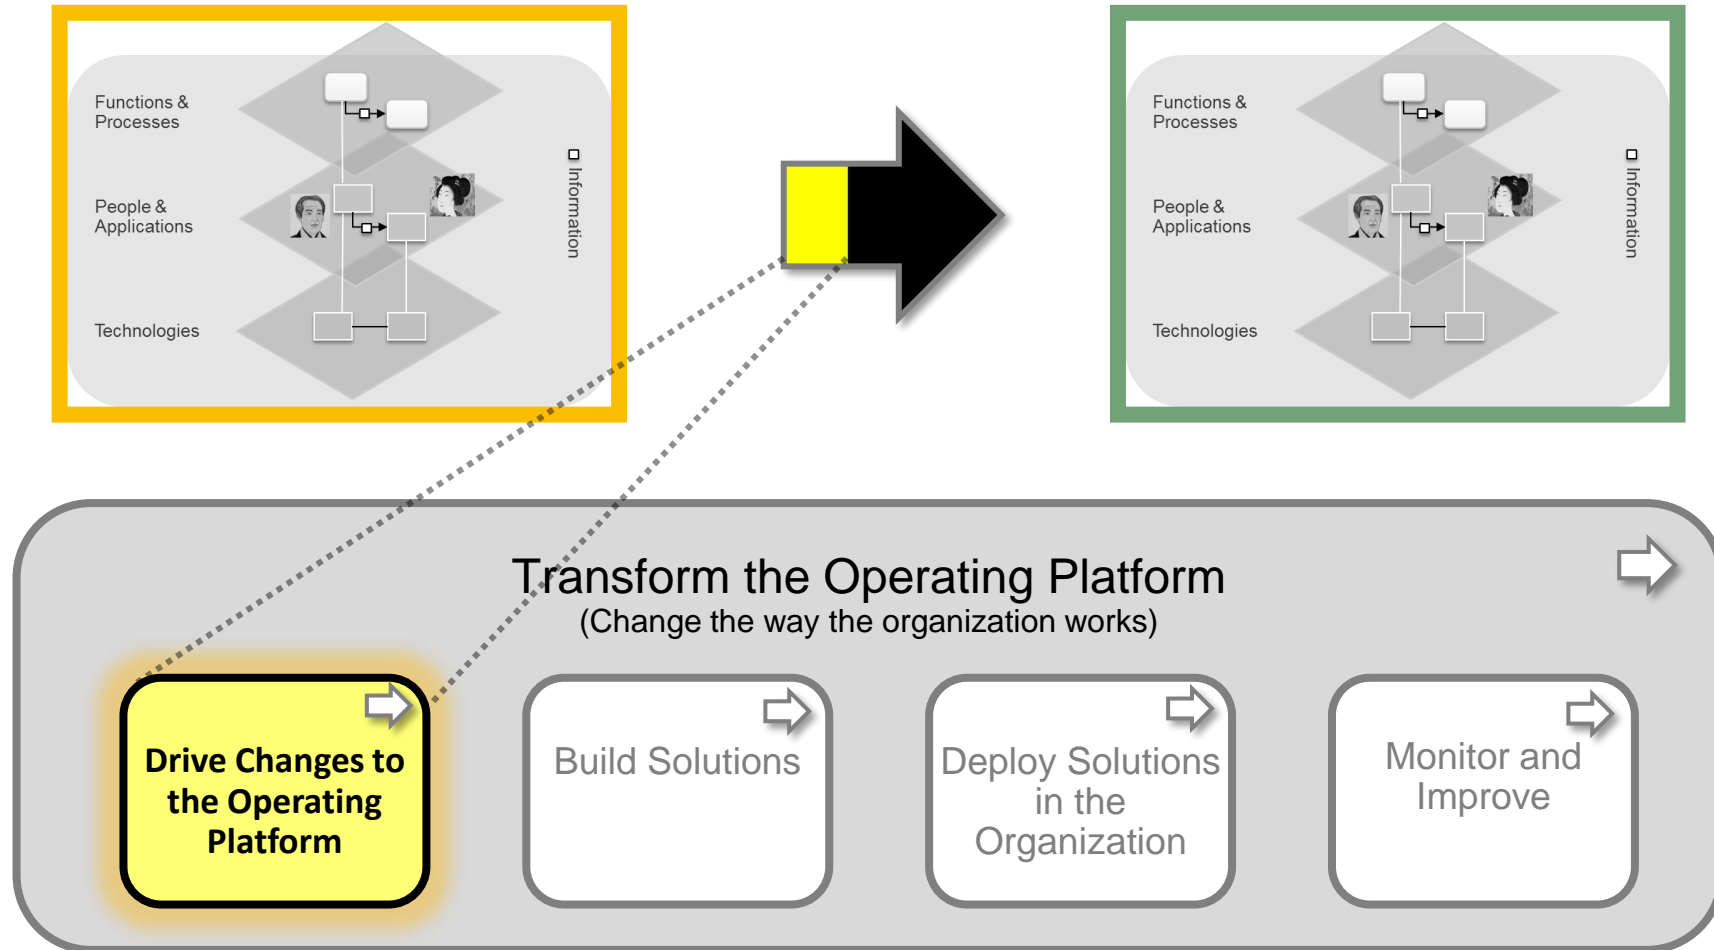 Functions &
Processes
People &
Applications
Technologies
Information
Functions &
Processes
People &
Applications
Technologies
Information
Transform the Operating Platform
(Change the way the organization works)
Drive Changes to
the Operating
Platform
Build Solutions
Deploy Solutions
in the
Organization
Monitor and
Improve